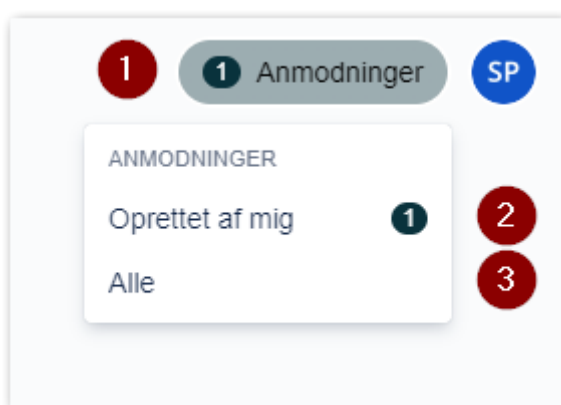 1 1 Anmodninger SP
ANMODNINGER
Oprettet af mig 1 2
Alle 3